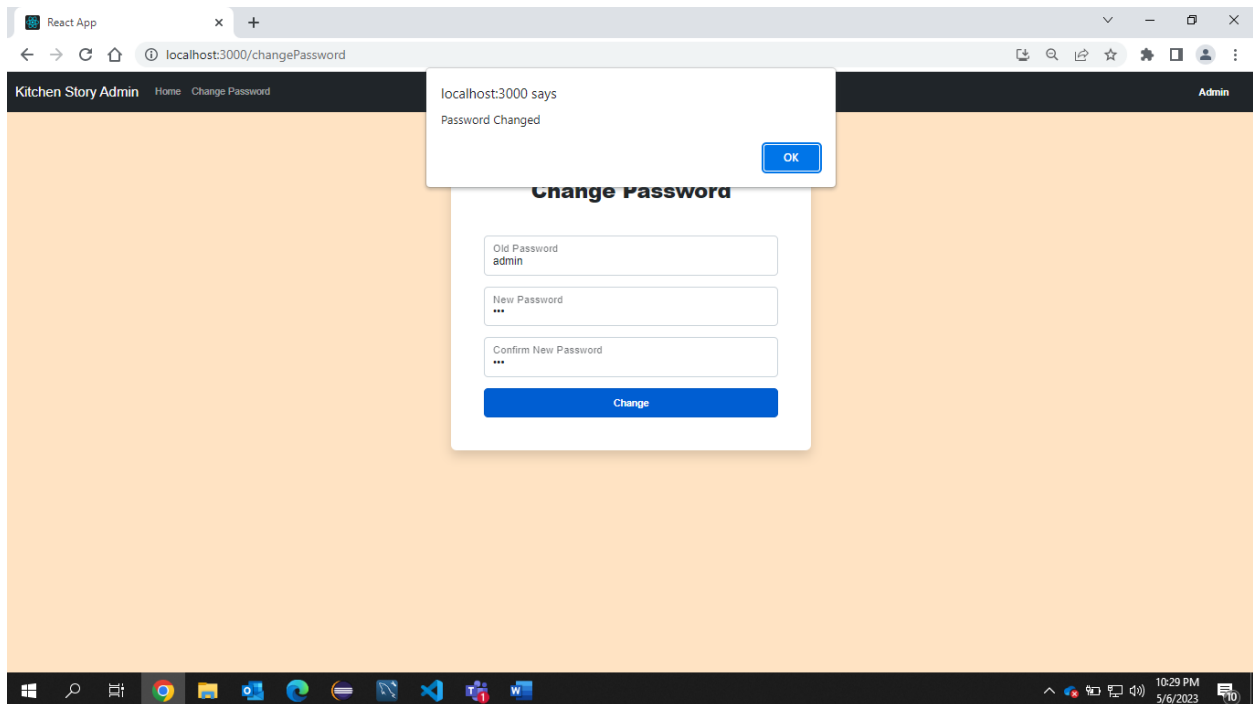 React App
localhost:3000/changePassword
Kitchen Story Admin Home Change Password Admin
localhost:3000 says
Password Changed
OK
Change Password
Old Password
admin
New Password
•••
Confirm New Password
•••
Change
10:29 PM
5/6/2023